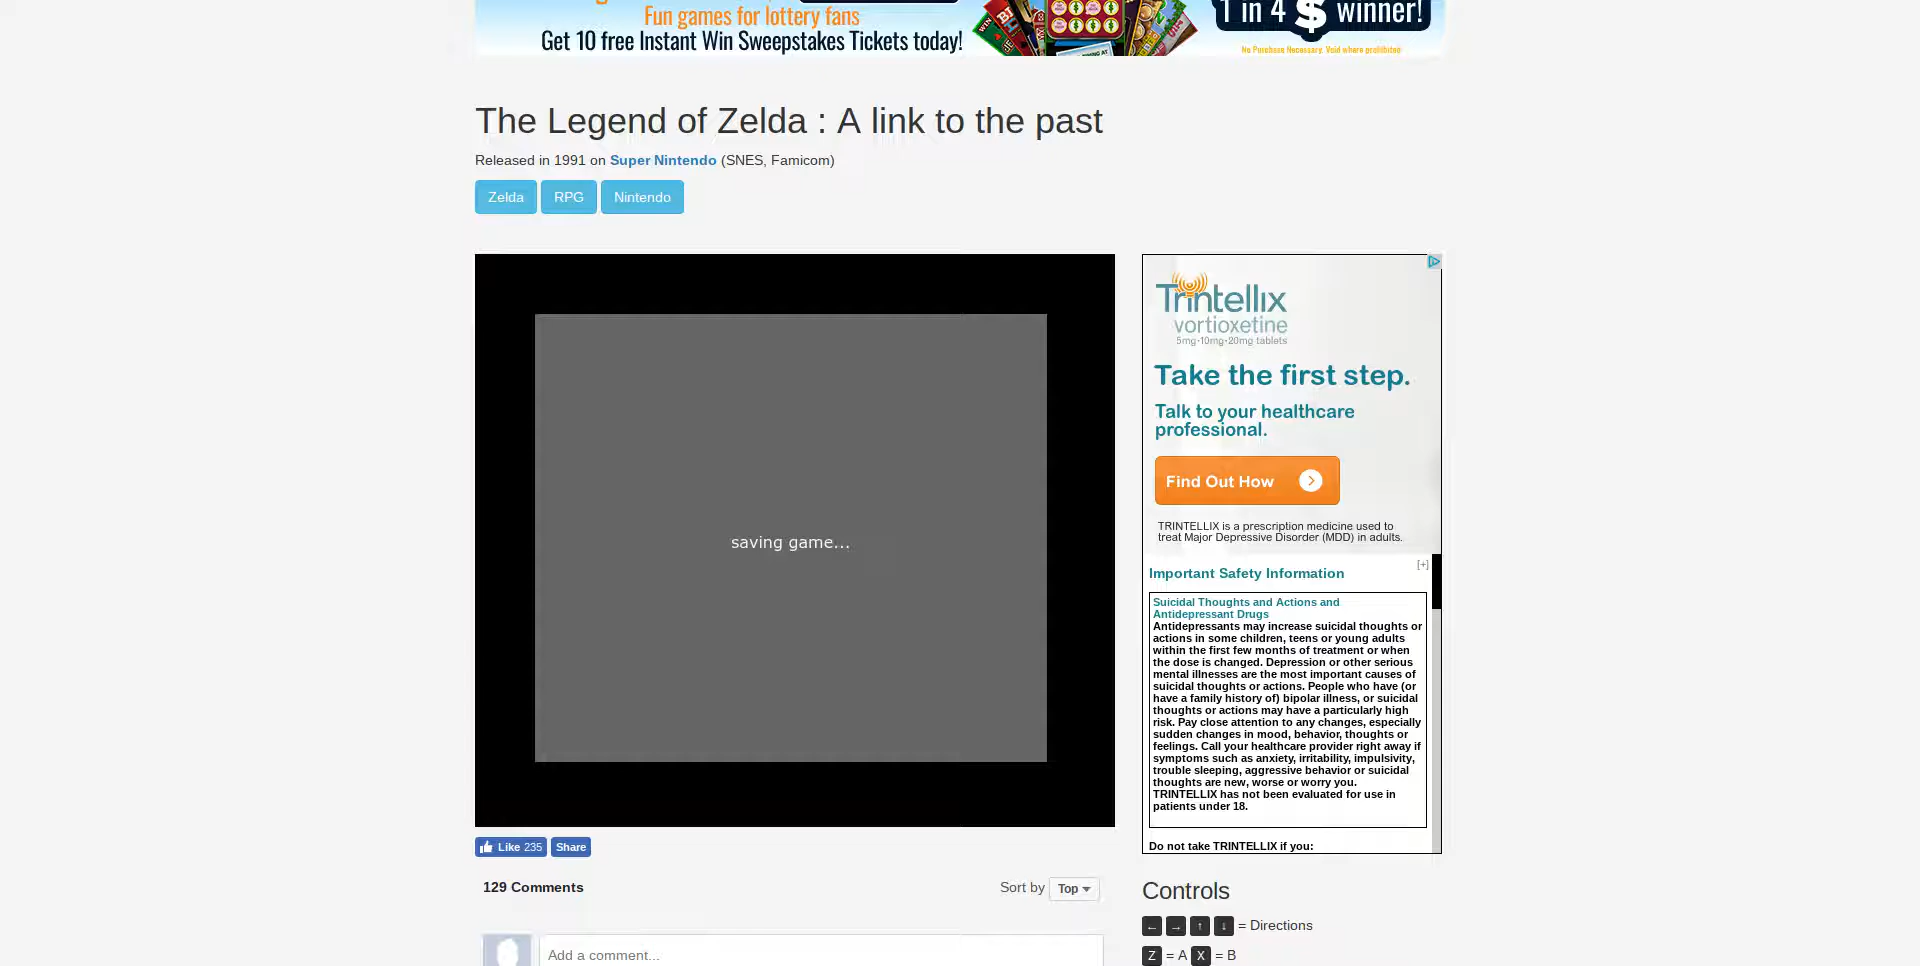 Fun games for lottery fans
Get 10 free Instant Win Sweepstakes Tickets today!
1 in 4 $ winner!
No Purchase Necessary. Void where prohibited
The Legend of Zelda : A link to the past
Released in 1991 on Super Nintendo (SNES, Famicom)
Zelda RPG Nintendo
saving game...
Trintellix
vortioxetine
5mg•10mg•20mg tablets
Take the first step.
Talk to your healthcare
professional.
Find Out How
TRINTELLIX is a prescription medicine used to
treat Major Depressive Disorder (MDD) in adults.
[+]
Important Safety Information
Suicidal Thoughts and Actions and
Antidepressant Drugs
Antidepressants may increase suicidal thoughts or
actions in some children, teens or young adults
within the first few months of treatment or when
the dose is changed. Depression or other serious
mental illnesses are the most important causes of
suicidal thoughts or actions. People who have (or
have a family history of) bipolar illness, or suicidal
thoughts or actions may have a particularly high
risk. Pay close attention to any changes, especially
sudden changes in mood, behavior, thoughts or
feelings. Call your healthcare provider right away if
symptoms such as anxiety, irritability, impulsivity,
trouble sleeping, aggressive behavior or suicidal
thoughts are new, worse or worry you.
TRINTELLIX has not been evaluated for use in
patients under 18.
Do not take TRINTELLIX if you:
Like 235 Share
129 Comments
Sort by Top
Add a comment...
Controls
← → ↑ ↓ = Directions
Z = A X = B